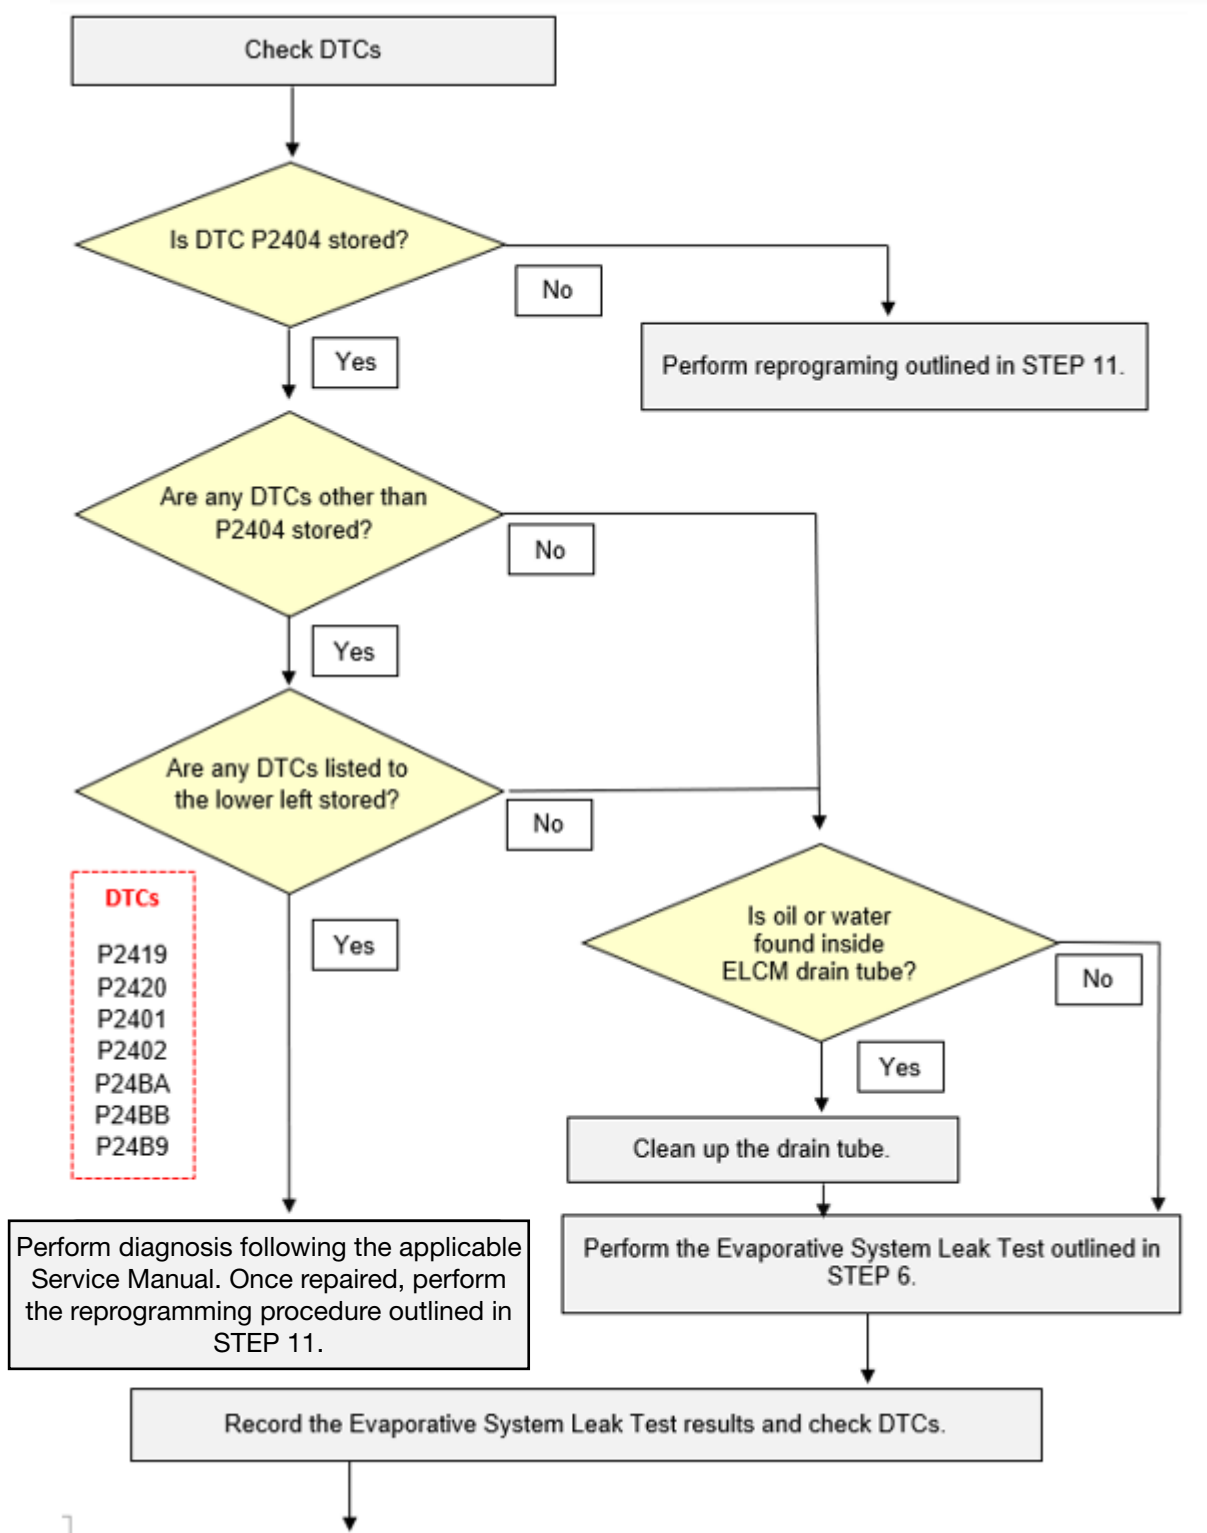 Check DTCs
Is DTC P2404 stored?
No
Perform reprograming outlined in STEP 11.
Yes
Are any DTCs other than
P2404 stored?
No
Yes
Are any DTCs listed to
the lower left stored?
No
DTCs
P2419
P2420
P2401
P2402
P24BA
P24BB
P24B9
Yes
Is oil or water
found inside
ELCM drain tube?
No
Yes
Clean up the drain tube.
Perform diagnosis following the applicable
Service Manual. Once repaired, perform
the reprogramming procedure outlined in
STEP 11.
Perform the Evaporative System Leak Test outlined in
STEP 6.
Record the Evaporative System Leak Test results and check DTCs.